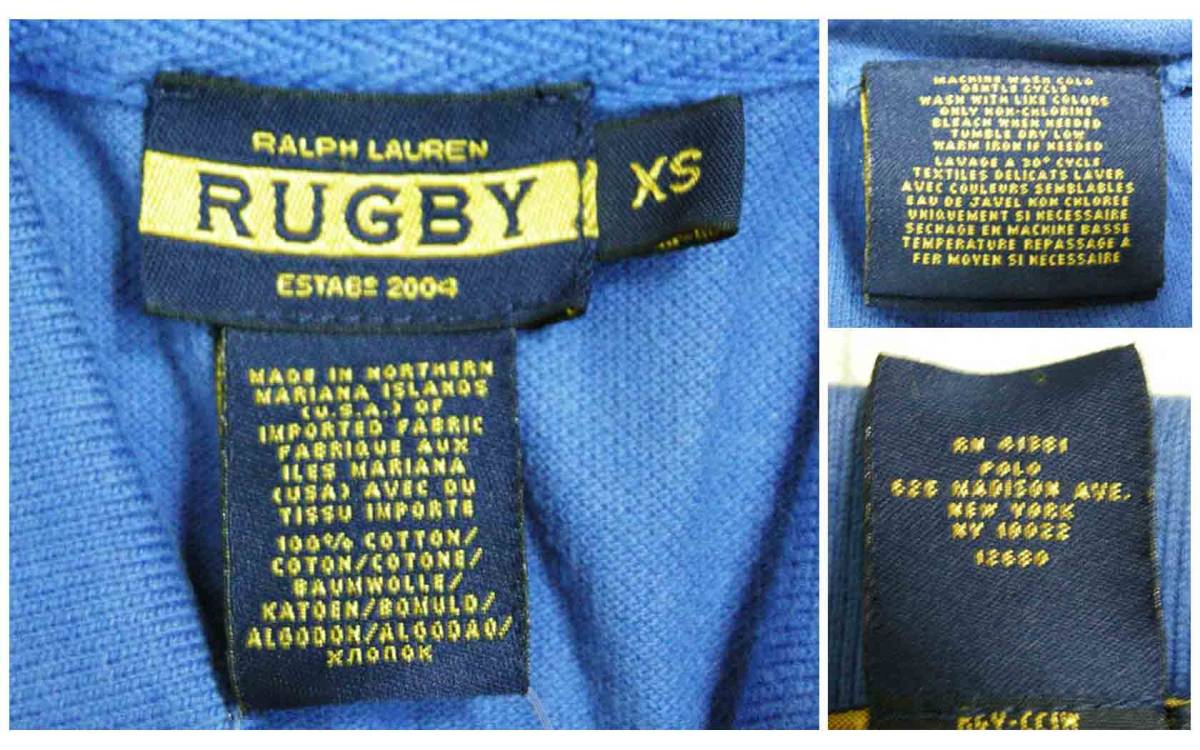 RALPH LAUREN
RUGBY
ESTABD 2004
XS
MADE IN NORTHERN
MARIANA ISLANDS
(U.S.A.) OF
IMPORTED FABRIC
FABRIQUE AUX
ILES MARIANA
(USA) AVEC DU
TISSU IMPORTE
100% COTTON/
COTON/COTONE/
BAUMWOLLE/
KATOEN/BOMULD/
ALGODON/ALGODAO/
ХЛОПОК
MACHINE WASH COLD
GENTLE CYCLE
WASH WITH LIKE COLORS
ONLY NON-CHLORINE
BLEACH WHEN NEEDED
TUMBLE DRY LOW
WARM IRON IF NEEDED
LAVAGE A 30° CYCLE
TEXTILES DELICATS LAVER
AVEC COULEURS SEMBLABLES
EAU DE JAVEL NON CHLOREE
UNIQUEMENT SI NECESSAIRE
SECHAGE EN MACHINE BASSE
TEMPERATURE REPASSAGE A
FER MOYEN SI NECESSAIRE
RN 41381
POLO
MADISON AVE.
NEW YORK
NY 10022